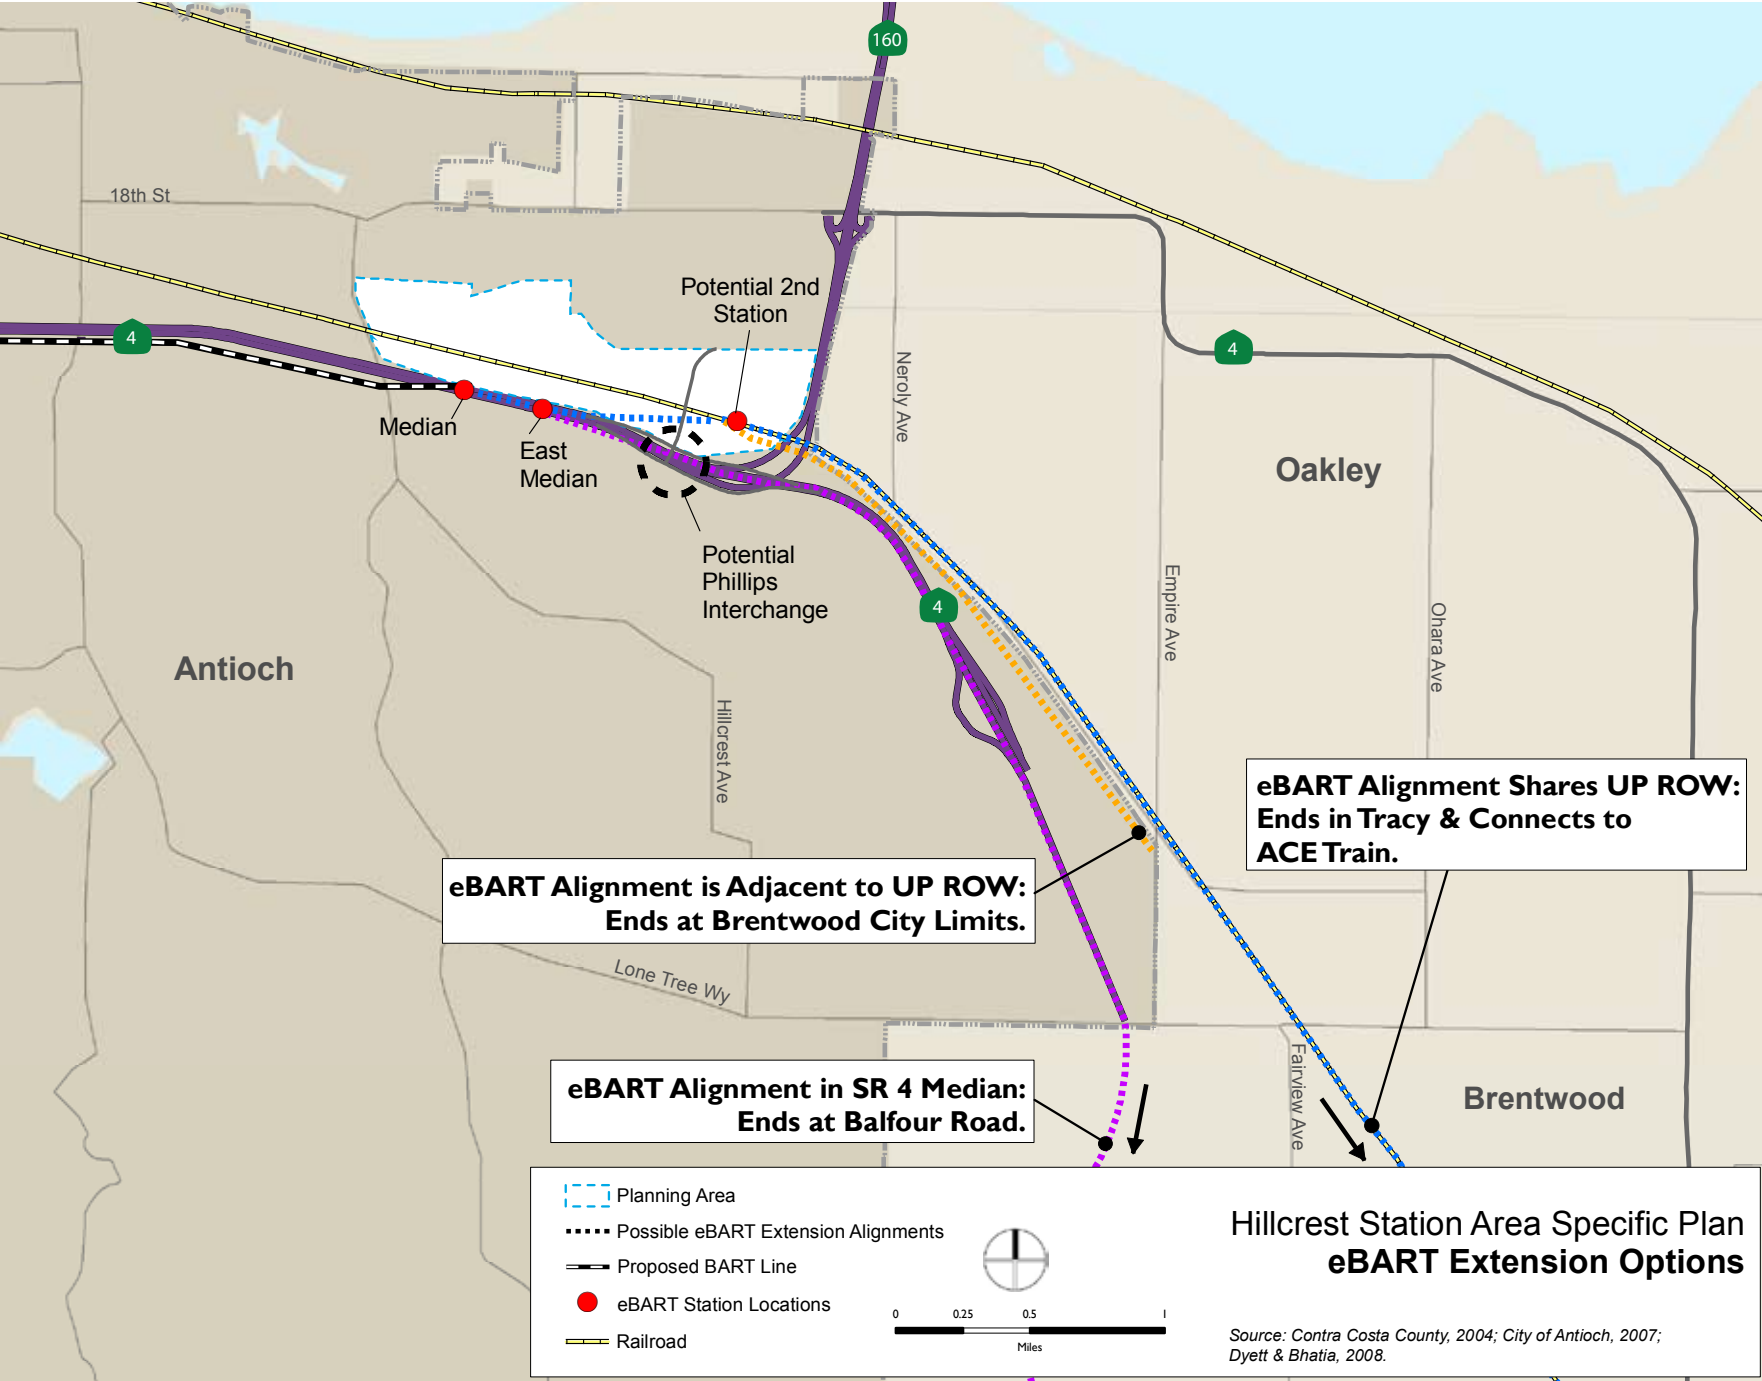 160
18th St
Potential 2nd
Station
4
4
Neroly Ave
Median
East
Median
Oakley
Potential
Phillips
Interchange
4
Empire Ave
Ohara Ave
Antioch
Hillcrest Ave
eBART Alignment Shares UP ROW:
Ends in Tracy & Connects to
ACE Train.
eBART Alignment is Adjacent to UP ROW:
Ends at Brentwood City Limits.
Lone Tree Wy
eBART Alignment in SR 4 Median:
Ends at Balfour Road.
Fairview Ave
Brentwood
Planning Area
Possible eBART Extension Alignments
Proposed BART Line
eBART Station Locations
Railroad
0 0.25 0.5 1
Miles
Hillcrest Station Area Specific Plan
eBART Extension Options
Source: Contra Costa County, 2004; City of Antioch, 2007;
Dyett & Bhatia, 2008.